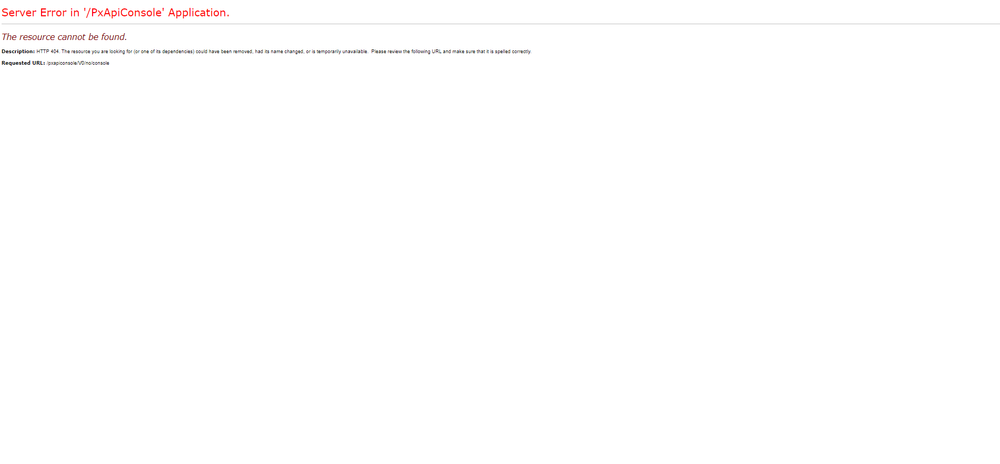 Server Error in '/PxApiConsole' Application.
The resource cannot be found.
Description: HTTP 404. The resource you are looking for (or one of its dependencies) could have been removed, had its name changed, or is temporarily unavailable.  Please review the following URL and make sure that it is spelled correctly.
Requested URL: /pxapiconsole/V0/no/console